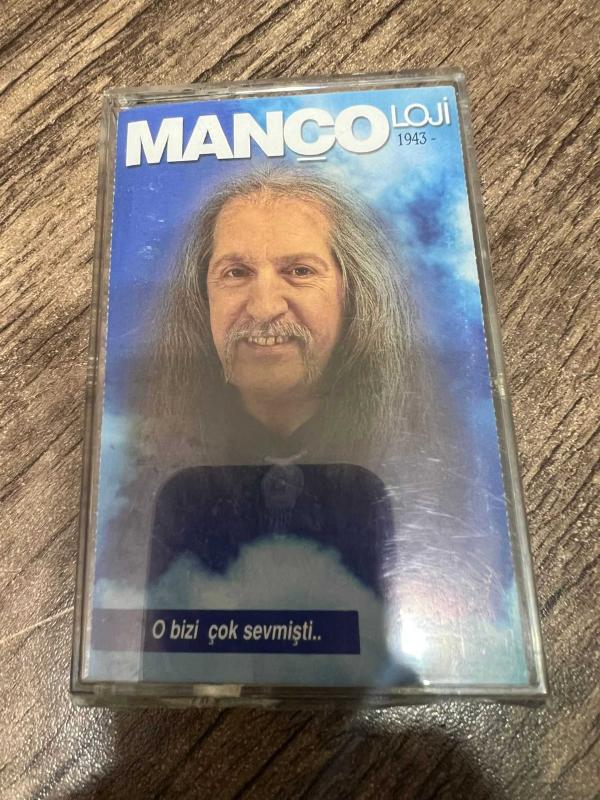 MANÇOLOJİ
1943 -
O bizi çok sevmişti..